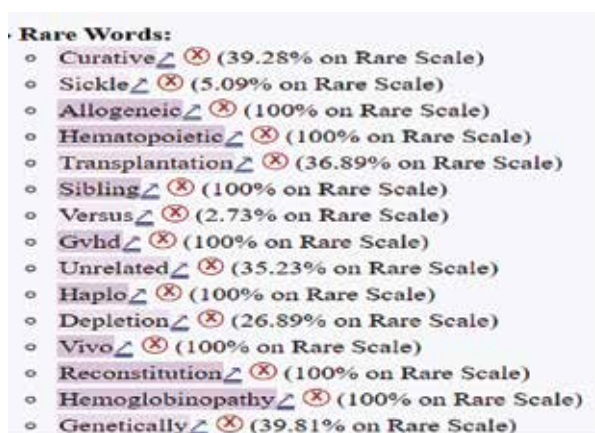 Rare Words:
Curative (39.28% on Rare Scale)
Sickle (5.09% on Rare Scale)
Allogeneic (100% on Rare Scale)
Hematopoietic (100% on Rare Scale)
Transplantation (36.89% on Rare Scale)
Sibling (100% on Rare Scale)
Versus (2.73% on Rare Scale)
Gvhd (100% on Rare Scale)
Unrelated (35.23% on Rare Scale)
Haplo (100% on Rare Scale)
Depletion (26.89% on Rare Scale)
Vivo (100% on Rare Scale)
Reconstitution (100% on Rare Scale)
Hemoglobinopathy (100% on Rare Scale)
Genetically (39.81% on Rare Scale)